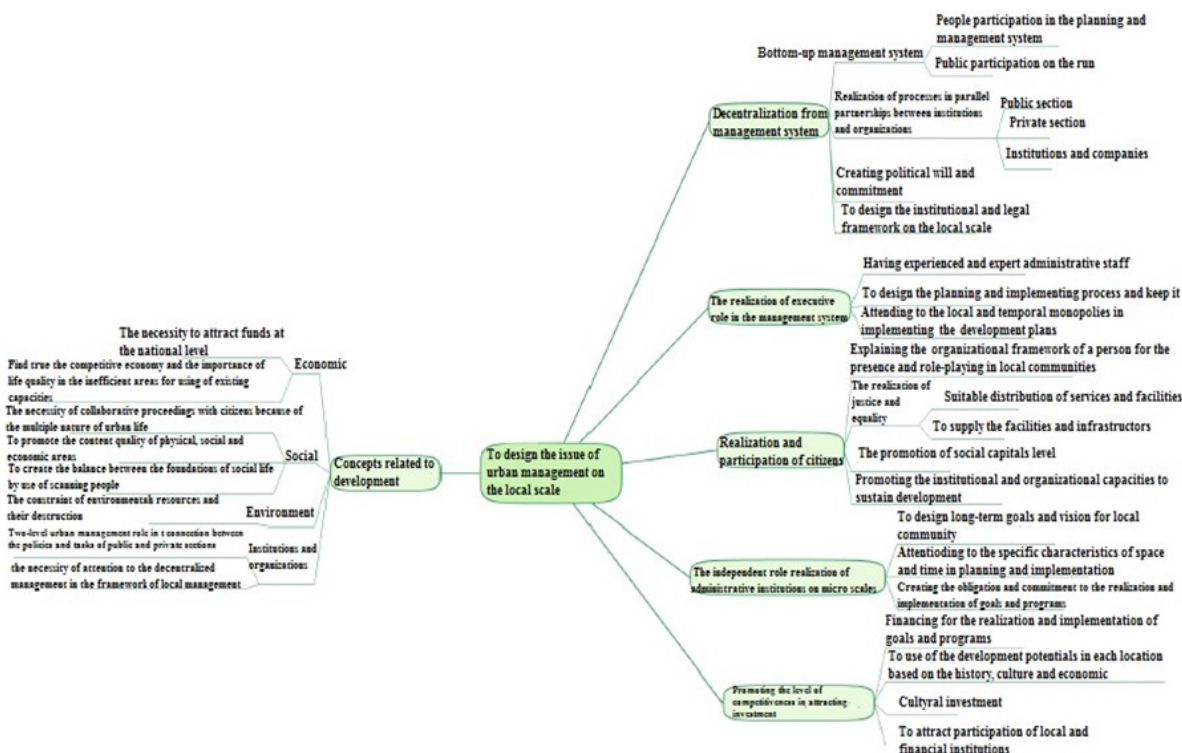 People participation in the planning and
management system
Bottom-up management system
Public participation on the run
Decentralization from
management system
Realization of processes in parallel
partnerships between institutions
and organizations
Public section
Private section
Institutions and companies
Creating political will and
commitment
To design the institutional and legal
framework on the local scale
The realization of executive
role in the management system
Having experienced and expert administrative staff
To design the planning and implementing process and keep it
Attending to the local and temporal monopolies in
implementing the development plans
Realization and
participation of citizens
Explaining the organizational framework of a person for the
presence and role-playing in local communities
The realization of
justice and
equality
Suitable distribution of services and facilities
To supply the facilities and infrastructors
The promotion of social capitals level
Promoting the institutional and organizational capacities to
sustain development
The independent role realization of
administrative institutions on micro scales
To design long-term goals and vision for local
community
Attentioding to the specific characteristics of space
and time in planning and implementation
Creating the obligation and commitment to the realization and
implementation of goals and programs
Promoting the level of
competitiveness in attracting
investment
Financing for the realization and implementation of
goals and programs
To use of the development potentials in each location
based on the history, culture and economic
Cultyral investment
To attract participation of local and
financial institutions
To design the issue of
urban management on
the local scale
Concepts related to
development
Economic
The necessity to attract funds at
the national level
Find true the competitive economy and the importance of
life quality in the inefficient areas for using of existing
capacities
Social
The necessity of collaborative proceedings with citizens because of
the multiple nature of urban life
To promote the content quality of physical, social and
economic areas
To create the balance between the foundations of social life
by use of scanning people
Environment
The constraint of environmentah resources and
their destruction
Institutions and
organizations
Two-level urban management role in t connection between
the policies and tasks of public and private sections
the necessity of attention to the decentralized
management in the framework of local management